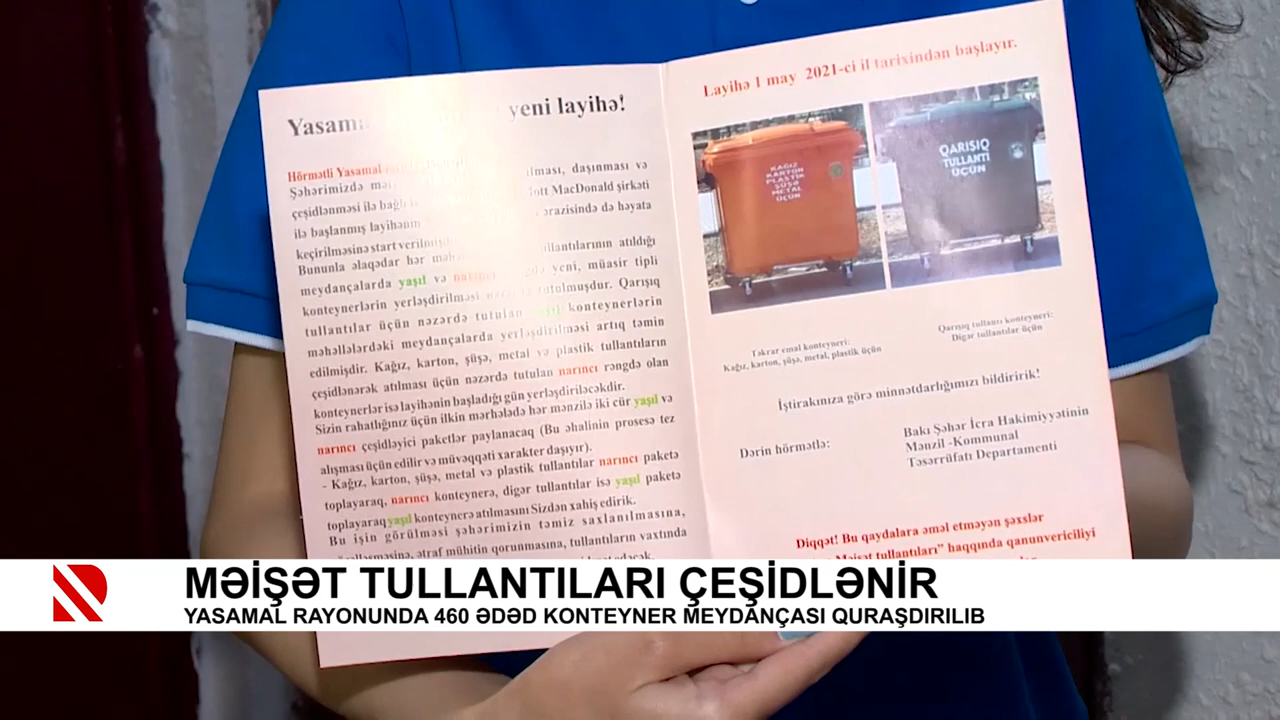 yeni layihə!
Hörmətli Yasamal
Şəhərimizdə daşınması və
çeşidlənməsi ilə bağlı MacDonald şirkəti
ilə başlanmış ərazisində də həyata
keçirilməsinə start
Bununla əlaqədar hər tullantılarının atıldığı
meydançalarda yaşıl və yeni, müasir tipli
konteynerlərin yerləşdirilməsi tutulmuşdur. Qarışıq
tullantılar üçün nəzərdə tutulan yaşıl konteynerlərin
məhəllələrdəki meydançalarda yerləşdirilməsi artıq təmin
edilmişdir. Kağız, karton, şüşə, metal və plastik tullantıların
çeşidlənərək atılması üçün nəzərdə tutulan narıncı rəngdə olan
konteynerlər isə layihənin başladığı gün yerləşdiriləcəkdir.
Sizin rahatlığınız üçün ilkin mərhələdə hər mənzilə iki cür yaşıl və
narıncı çeşidləyici paketlər paylanacaq (Bu əhalinin prosesə tez
alışması üçün edilir və müvəqqəti xarakter daşıyır).
- Kağız, karton, şüşə, metal və plastik tullantılar narıncı paketə
toplayaraq, narıncı konteynerə, digər tullantılar isə yaşıl paketə
toplayaraq yaşıl konteynerə atılmasını Sizdən xahiş edirik.
Bu işin görülməsi şəhərimizin təmiz saxlanılmasına,
ətraf mühitin qorunmasına, tullantıların vaxtında
Layihə 1 may 2021-ci il tarixindən başlayır.
KAĞIZ
KARTON
PLASTİK
ŞÜŞƏ
METAL
ÜÇÜN
QARIŞIQ
TULLANTI
ÜÇÜN
Təkrar emal konteyneri:
Kağız, karton, şüşə, metal, plastik üçün
Qarışıq tullantı konteyneri:
Digər tullantılar üçün
İştirakınıza görə minnətdarlığımızı bildiririk!
Dərin hörmətlə:
Bakı Şəhər İcra Hakimiyyətinin
Mənzil -Kommunal
Təsərrüfatı Departamenti
Diqqət! Bu qaydalara əməl etməyən şəxslər
Məişət tullantıları” haqqında qanunvericiliyi
MƏİŞƏT TULLANTILARI ÇEŞİDLƏNİR
YASAMAL RAYONUNDA 460 ƏDƏD KONTEYNER MEYDANÇASI QURAŞDIRILIB